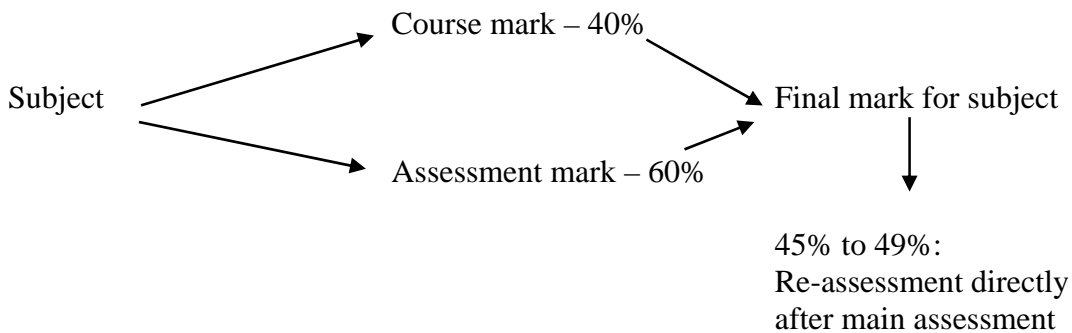 Course mark – 40%
Subject
Final mark for subject
Assessment mark – 60%
45% to 49%:
Re-assessment directly
after main assessment